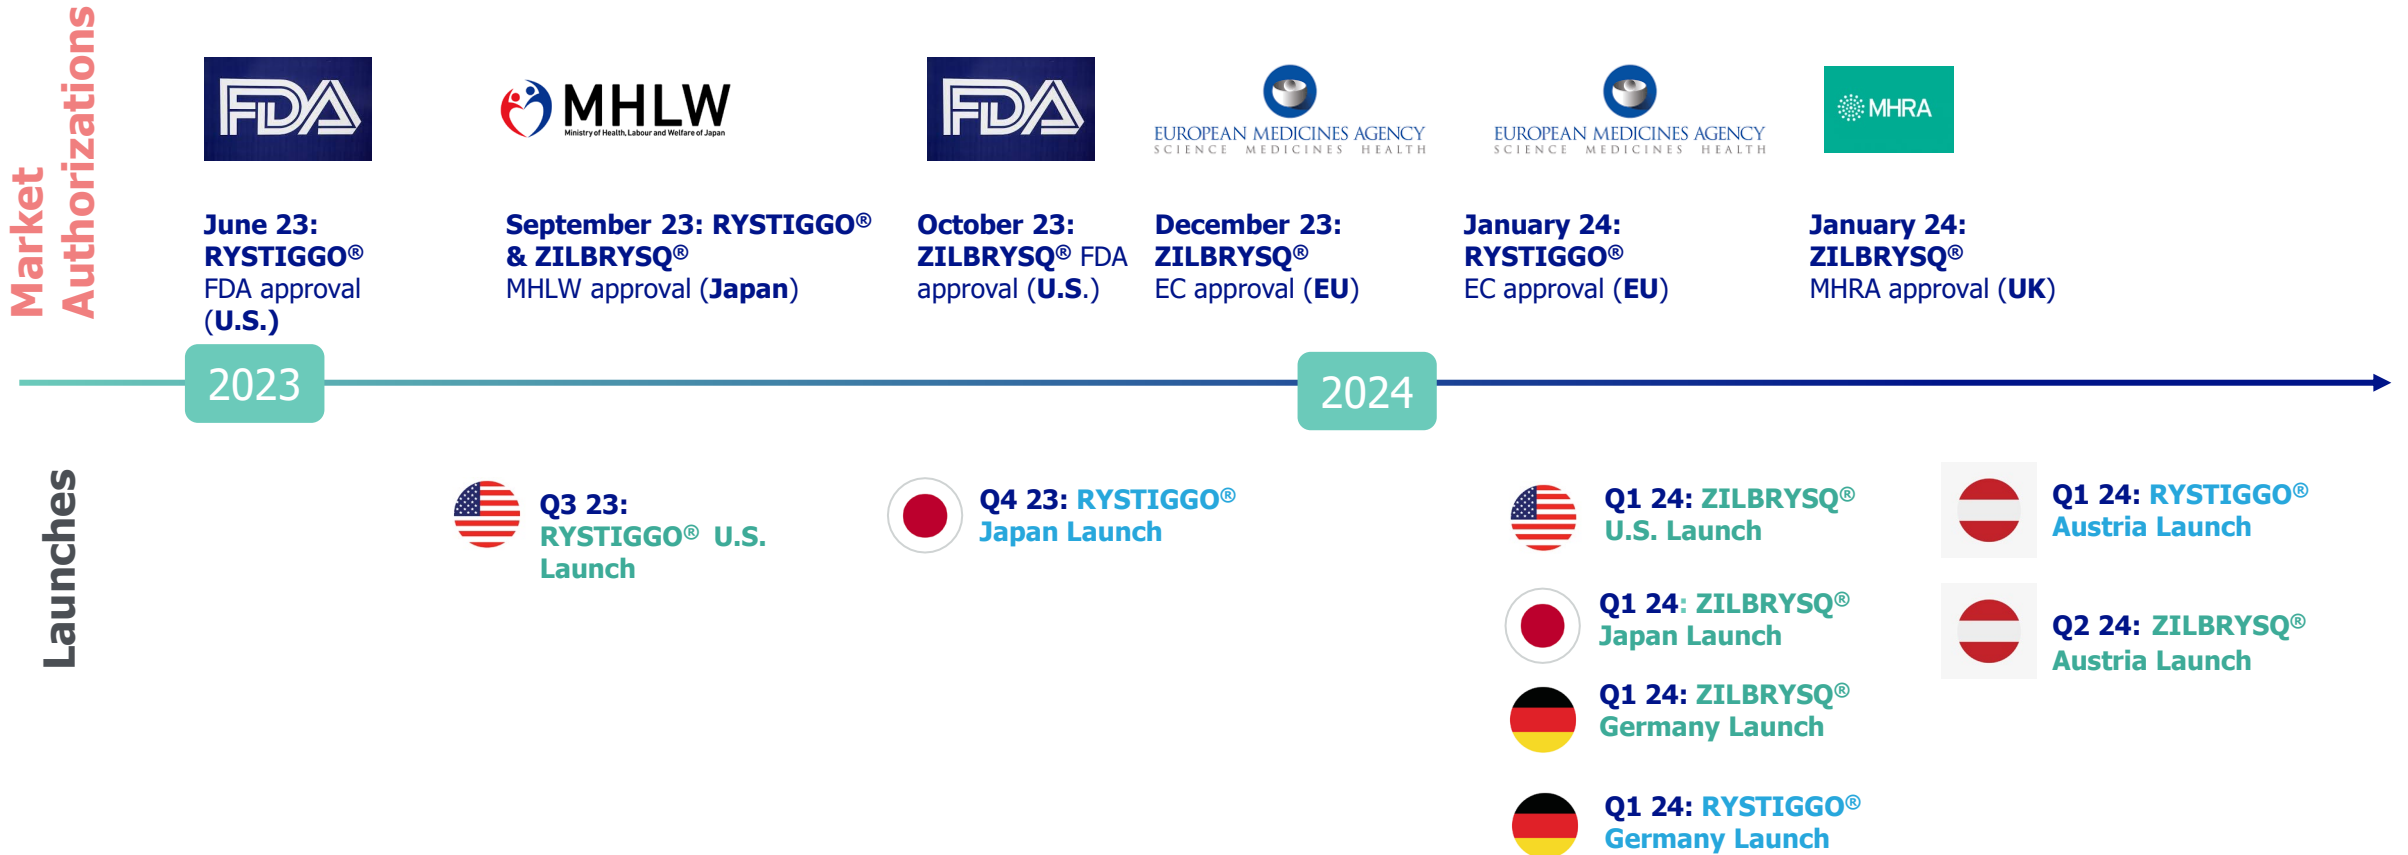 Market
Authorizations
FDA
MHLW
Ministry of Health, Labour and Welfare of Japan
FDA
EUROPEAN MEDICINES AGENCY
SCIENCE MEDICINES HEALTH
EUROPEAN MEDICINES AGENCY
SCIENCE MEDICINES HEALTH
MHRA
June 23:
RYSTIGGO®
FDA approval
(U.S.)
September 23: RYSTIGGO®
& ZILBRYSQ®
MHLW approval (Japan)
October 23:
ZILBRYSQ® FDA
approval (U.S.)
December 23:
ZILBRYSQ®
EC approval (EU)
January 24:
RYSTIGGO®
EC approval (EU)
January 24:
ZILBRYSQ®
MHRA approval (UK)
2023
2024
Launches
Q3 23:
RYSTIGGO® U.S.
Launch
Q4 23: RYSTIGGO®
Japan Launch
Q1 24: ZILBRYSQ®
U.S. Launch
Q1 24: ZILBRYSQ®
Japan Launch
Q1 24: ZILBRYSQ®
Germany Launch
Q1 24: RYSTIGGO®
Germany Launch
Q1 24: RYSTIGGO®
Austria Launch
Q2 24: ZILBRYSQ®
Austria Launch